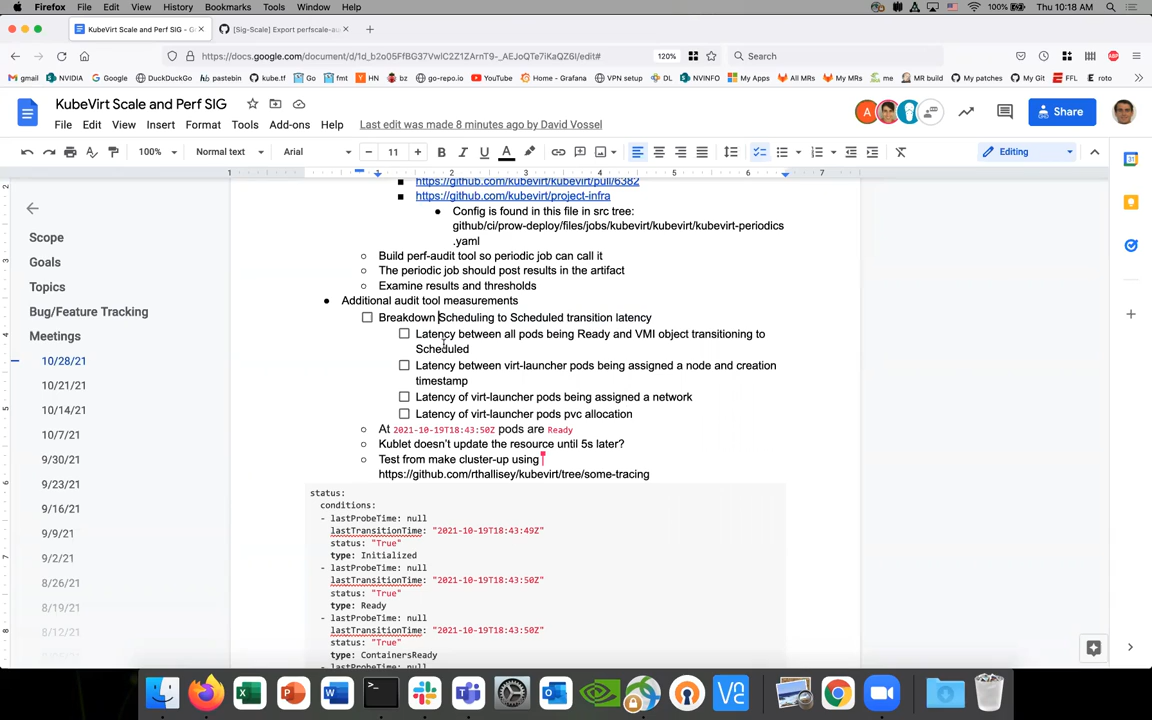 Firefox File Edit View History Bookmarks Tools Window Help 100% Thu 10:18 AM
KubeVirt Scale and Perf SIG - G
[Sig-Scale] Export perfscale-au
https://docs.google.com/document/d/1d_b2o05FfBG37VwlC2Z1ZArnT9-_AEJoQTe7iKaQZ6I/edit#
120%
Search
gmail NVIDIA Google DuckDuckGo pastebin kube.tf Go fmt HN bz go-repo.io YouTube Home - Grafana VPN setup DL NVINFO My Apps All MRs My MRs me MR build My patches My Git FFL roto
KubeVirt Scale and Perf SIG
File Edit View Insert Format Tools Add-ons Help Last edit was made 8 minutes ago by David Vossel
A
Share
100% Normal text Arial 11 Editing
1 1 2 3 4 5 6 7
Scope
Goals
Topics
Bug/Feature Tracking
Meetings
10/28/21
10/21/21
10/14/21
10/7/21
9/30/21
9/23/21
9/16/21
9/9/21
9/2/21
8/26/21
8/19/21
8/12/21
https://github.com/kubevirt/kubevirt/pull/6382
https://github.com/kubevirt/project-infra
Config is found in this file in src tree:
github/ci/prow-deploy/files/jobs/kubevirt/kubevirt/kubevirt-periodics
.yaml
Build perf-audit tool so periodic job can call it
The periodic job should post results in the artifact
Examine results and thresholds
Additional audit tool measurements
Breakdown Scheduling to Scheduled transition latency
Latency between all pods being Ready and VMI object transitioning to
Scheduled
Latency between virt-launcher pods being assigned a node and creation
timestamp
Latency of virt-launcher pods being assigned a network
Latency of virt-launcher pods pvc allocation
At 2021-10-19T18:43:50Z pods are Ready
Kublet doesn't update the resource until 5s later?
Test from make cluster-up using
https://github.com/rthallisey/kubevirt/tree/some-tracing
status:
conditions:
- lastProbeTime: null
lastTransitionTime: "2021-10-19T18:43:49Z"
status: "True"
type: Initialized
- lastProbeTime: null
lastTransitionTime: "2021-10-19T18:43:50Z"
status: "True"
type: Ready
- lastProbeTime: null
lastTransitionTime: "2021-10-19T18:43:50Z"
status: "True"
type: ContainersReady
- lastProbeTime: null